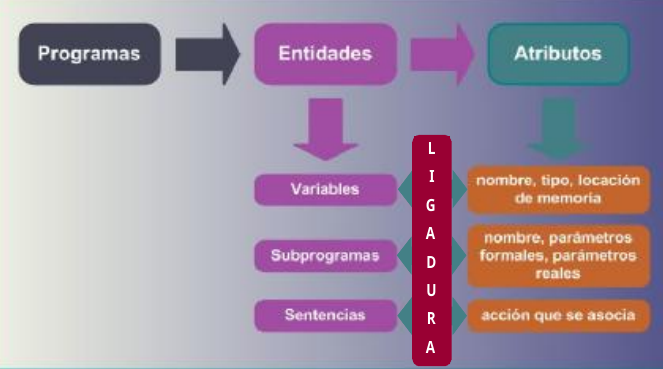 Programas
Entidades
Atributos
Variables
Subprogramas
Sentencias
L
I
G
A
D
U
R
A
nombre, tipo, locación
de memoria
nombre, parámetros
formales, parámetros
reales
acción que se asocia